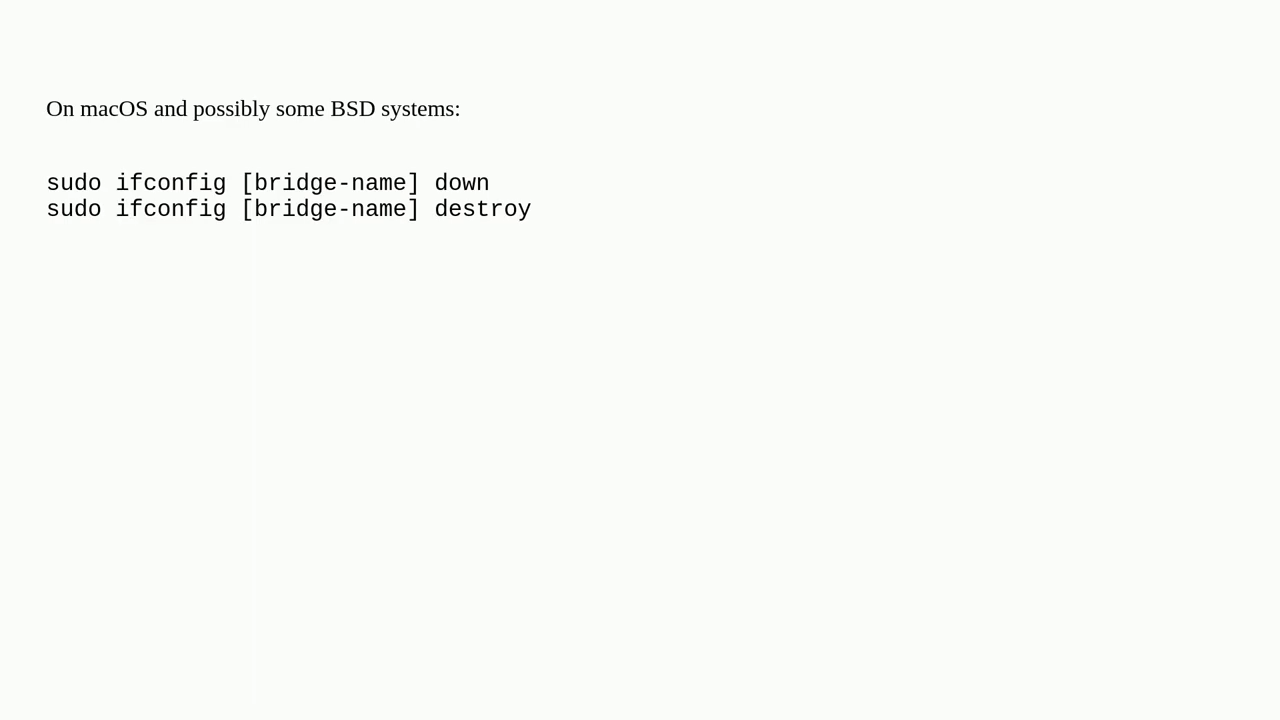 On macOS and possibly some BSD systems:
sudo ifconfig [bridge-name] down
sudo ifconfig [bridge-name] destroy